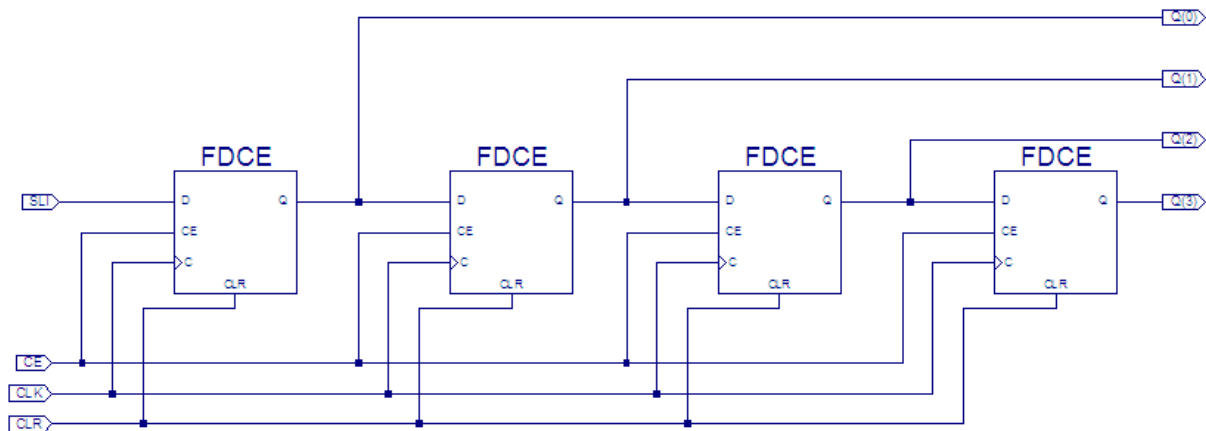 Q(0)
Q(1)
FDCE FDCE FDCE FDCE
Q(2)
SLI D Q D Q D Q D Q Q(3)
CE CE CE CE
C C C C
CLR CLR CLR CLR
CE
CLK
CLR